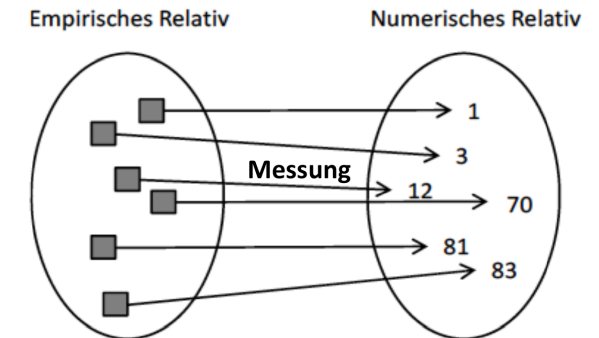 Empirisches Relativ
Numerisches Relativ
1
3
Messung
12
70
81
83